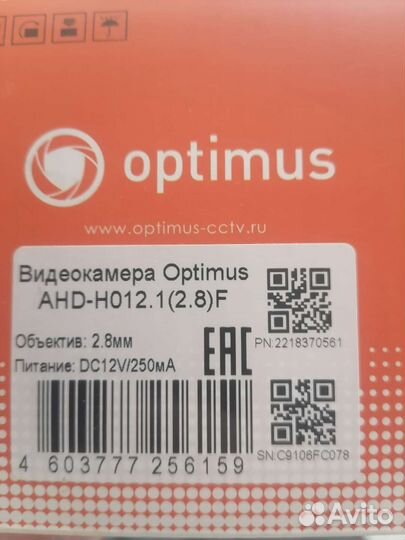 optimus
www.optimus-cctv.ru
Видеокамера Optimus
AHD-H012.1(2.8)F
Объектив: 2.8мм
Питание: DC12V/250мА
EAC
PN:2218370561
4 603777 256159
SN:C9106FC078
Avito